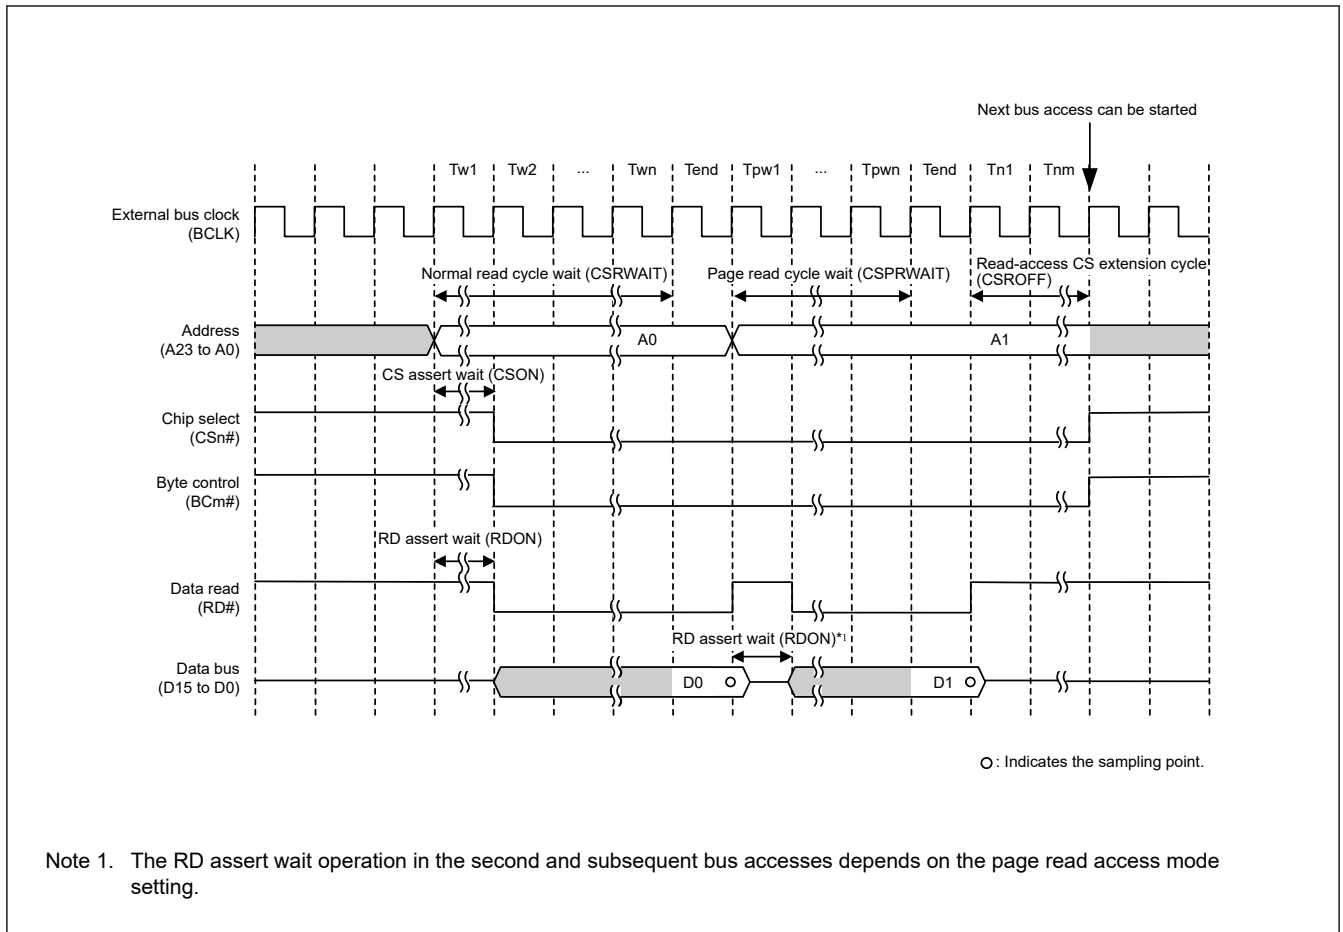 Next bus access can be started
Tw1 Tw2 ... Twn Tend Tpw1 ... Tpwn Tend Tn1 Tnm
External bus clock
(BCLK)
Normal read cycle wait (CSRWAIT)
Page read cycle wait (CSPRWAIT)
Read-access CS extension cycle
(CSROFF)
Address
(A23 to A0)
A0
A1
CS assert wait (CSON)
Chip select
(CSn#)
Byte control
(BCm#)
RD assert wait (RDON)
Data read
(RD#)
RD assert wait (RDON)*1
Data bus
(D15 to D0)
D0
D1
: Indicates the sampling point.
Note 1. The RD assert wait operation in the second and subsequent bus accesses depends on the page read access mode
setting.